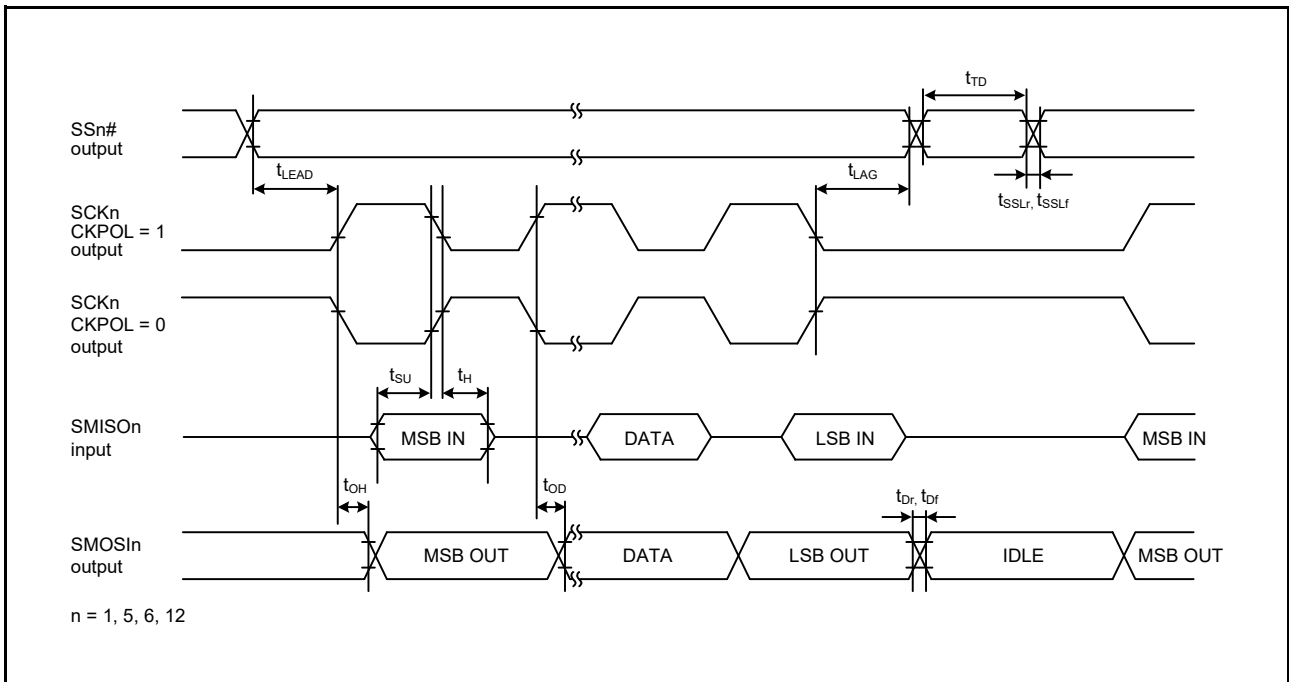 tTD
SSn#
output
tLEAD
tLAG
tSSLr, tSSLf
SCKn
CKPOL = 1
output
SCKn
CKPOL = 0
output
tSU
tH
SMISOn
input
MSB IN
DATA
LSB IN
MSB IN
tOH
tOD
tDr, tDf
SMOSIn
output
MSB OUT
DATA
LSB OUT
IDLE
MSB OUT
n = 1, 5, 6, 12